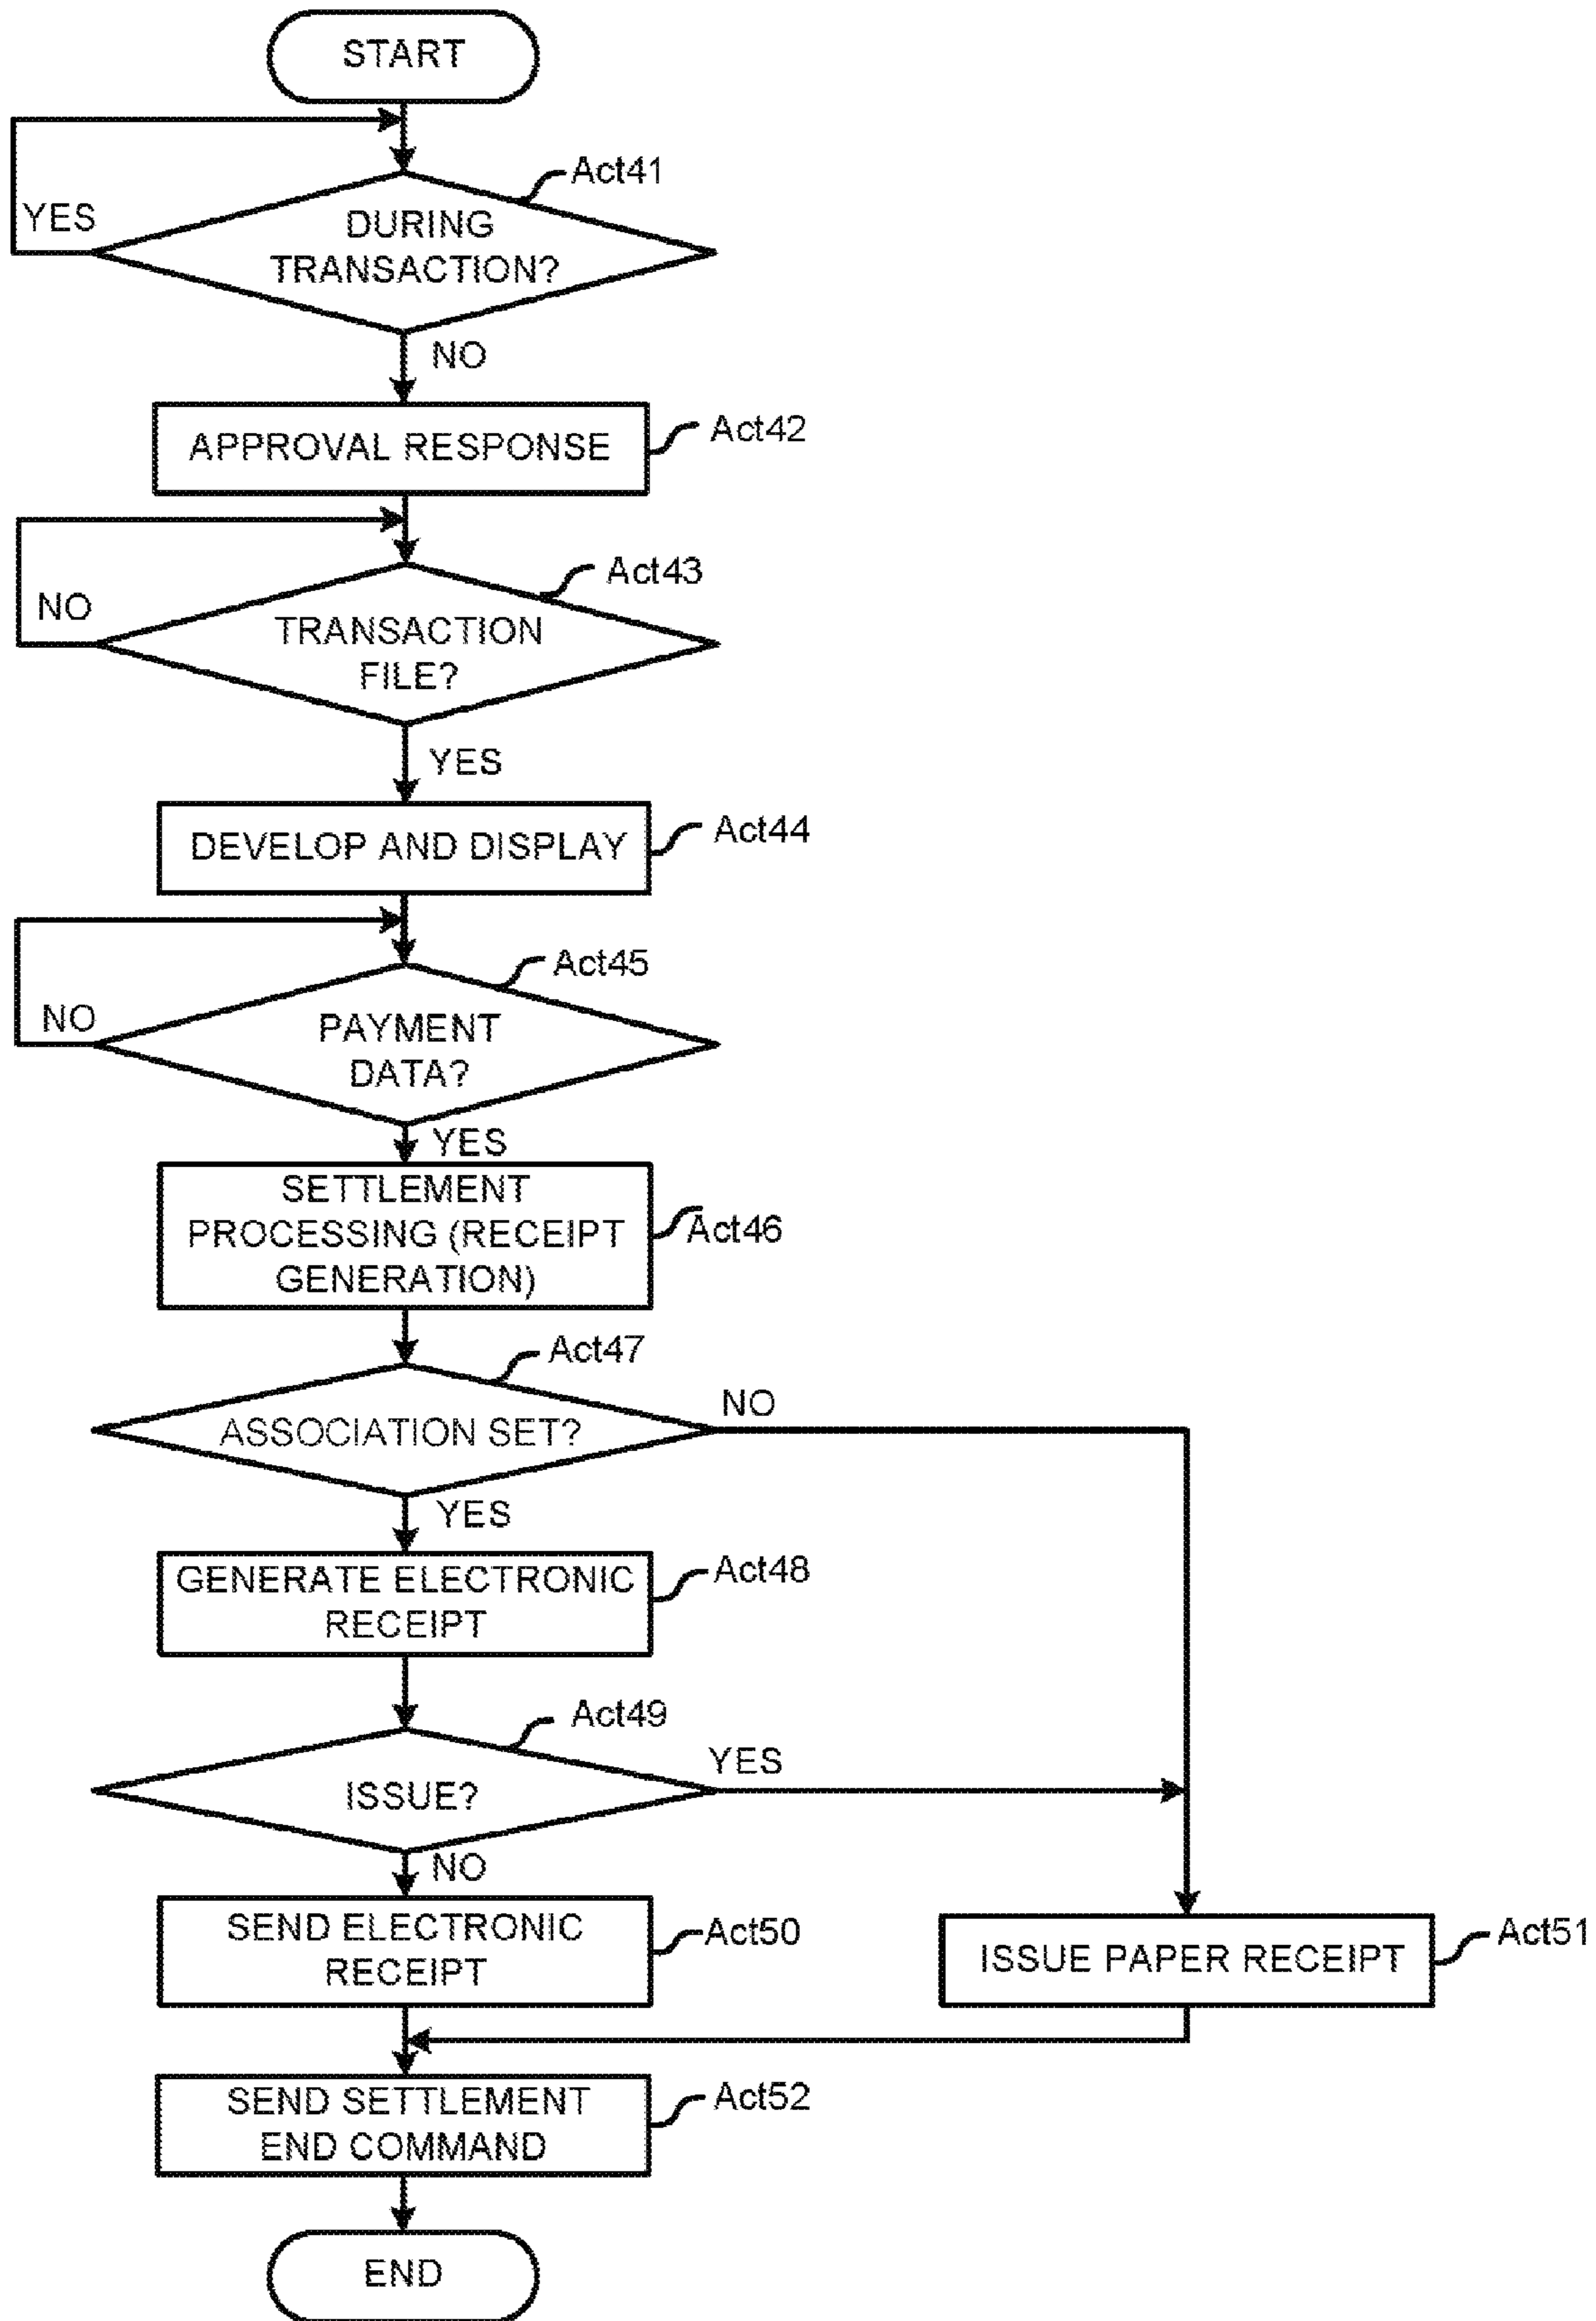 START
Act41
YES
DURING
TRANSACTION?
NO
APPROVAL RESPONSE
Act42
Act43
NO
TRANSACTION
FILE?
YES
DEVELOP AND DISPLAY
Act44
Act45
NO
PAYMENT
DATA?
YES
SETTLEMENT
PROCESSING (RECEIPT
GENERATION)
Act46
Act47
NO
ASSOCIATION SET?
YES
GENERATE ELECTRONIC
RECEIPT
Act48
Act49
YES
ISSUE?
NO
SEND ELECTRONIC
RECEIPT
Act50
ISSUE PAPER RECEIPT
Act51
SEND SETTLEMENT
END COMMAND
Act52
END